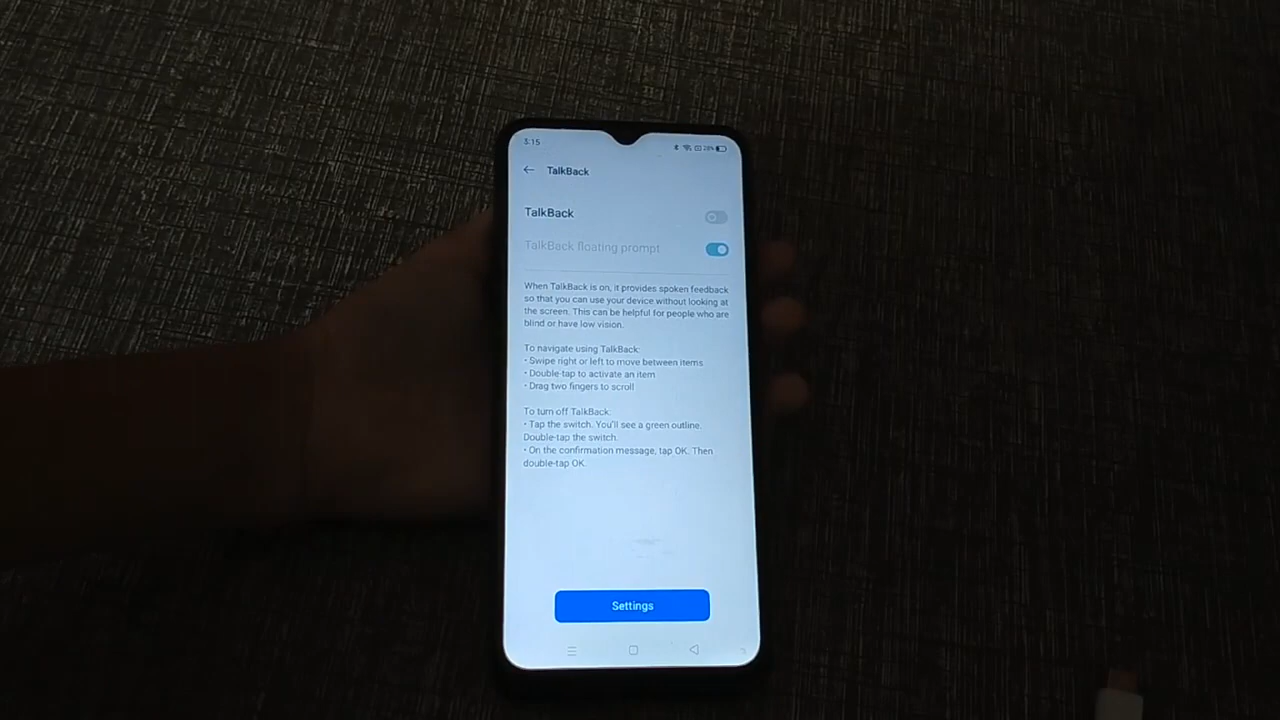 3:15
28%
TalkBack
TalkBack
TalkBack floating prompt
When TalkBack is on, it provides spoken feedback
so that you can use your device without looking at
the screen. This can be helpful for people who are
blind or have low vision.
To navigate using TalkBack:
• Swipe right or left to move between items
• Double-tap to activate an item
• Drag two fingers to scroll
To turn off TalkBack:
• Tap the switch. You'll see a green outline.
Double-tap the switch.
• On the confirmation message, tap OK. Then
double-tap OK.
Settings